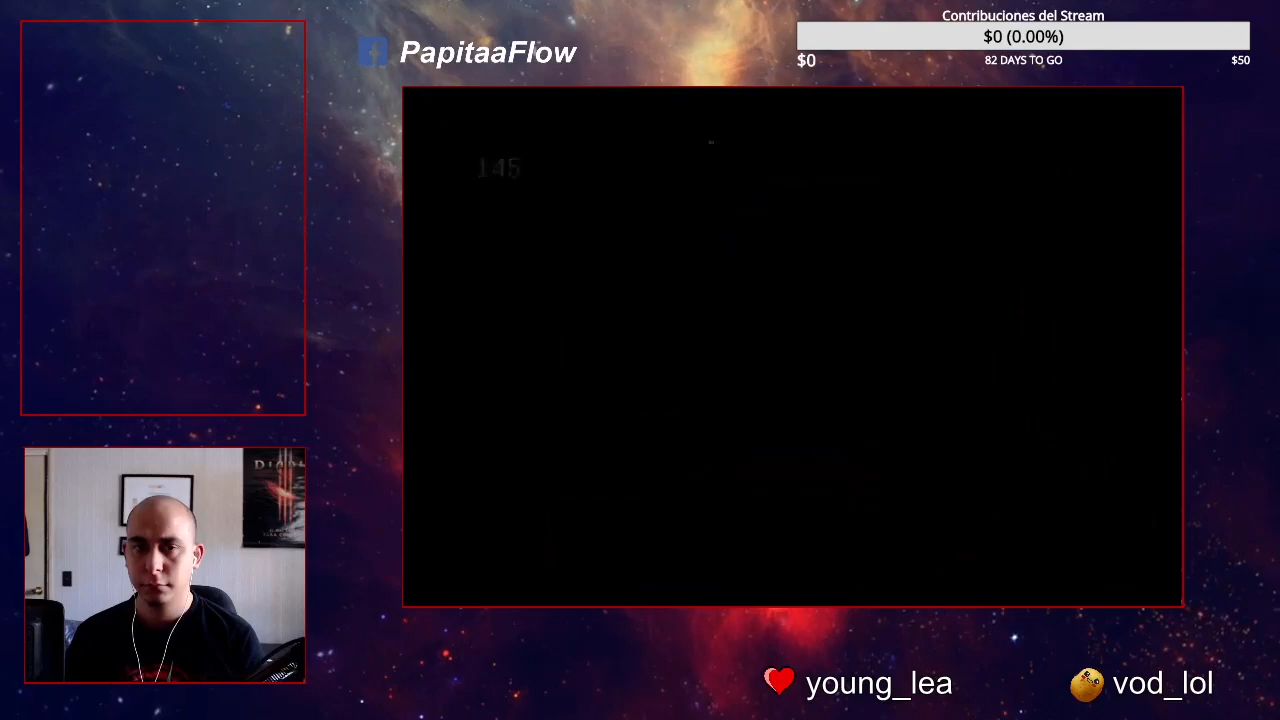 Contribuciones del Stream
$0 (0.00%)
$0 82 DAYS TO GO $50
PapitaaFlow
145
young_lea vod_lol